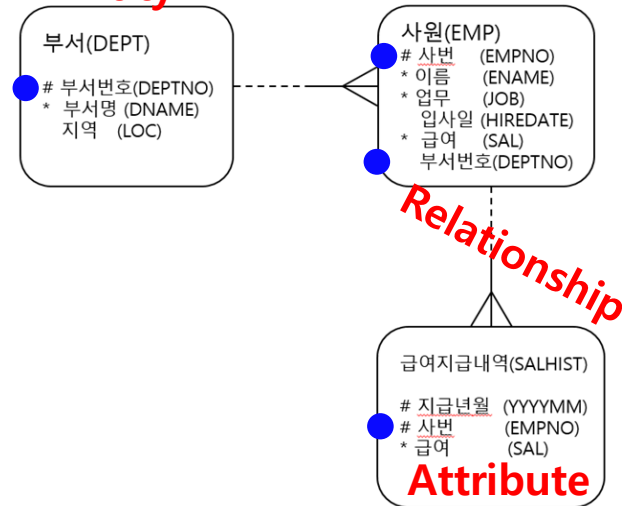 부서(DEPT)
# 부서번호(DEPTNO)
* 부서명 (DNAME)
지역 (LOC)
사원(EMP)
# 사번 (EMPNO)
* 이름 (ENAME)
* 업무 (JOB)
입사일 (HIREDATE)
* 급여 (SAL)
부서번호(DEPTNO)
Relationship
급여지급내역(SALHIST)
# 지급년월 (YYYYMM)
# 사번 (EMPNO)
* 급여 (SAL)
Attribute